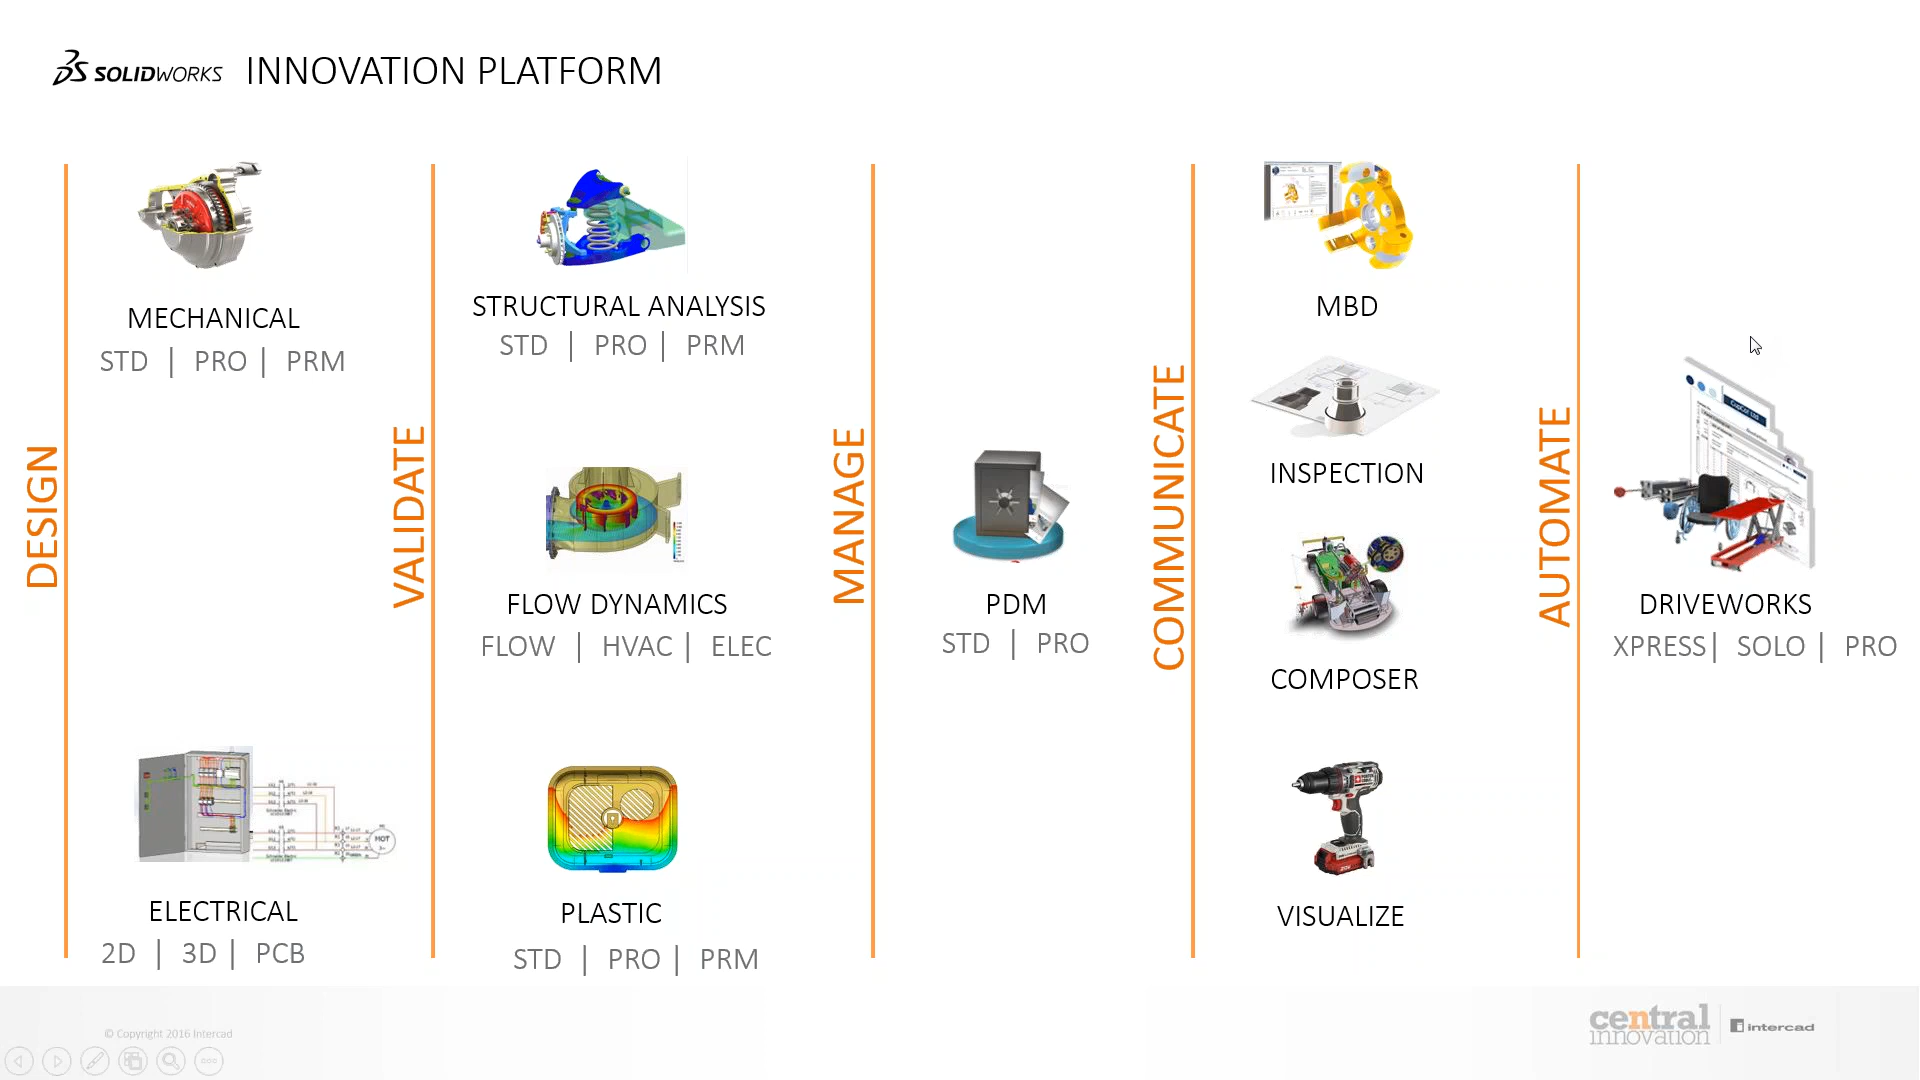 SOLIDWORKS INNOVATION PLATFORM
DESIGN
MECHANICAL
STD | PRO | PRM
ELECTRICAL
2D | 3D | PCB
VALIDATE
STRUCTURAL ANALYSIS
STD | PRO | PRM
FLOW DYNAMICS
FLOW | HVAC | ELEC
PLASTIC
STD | PRO | PRM
MANAGE
PDM
STD | PRO
COMMUNICATE
MBD
INSPECTION
COMPOSER
VISUALIZE
AUTOMATE
DRIVEWORKS
XPRESS | SOLO | PRO
MOT
© Copyright 2016 Intercad
central
innovation
intercad